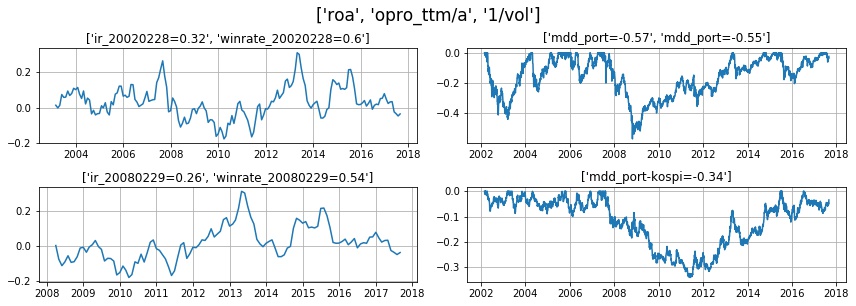 ['roa', 'opro_ttm/a', '1/vol']
['ir_20020228=0.32', 'winrate_20020228=0.6']
0.2
0.0
−0.2
2004 2006 2008 2010 2012 2014 2016 2018
['mdd_port=-0.57', 'mdd_port=-0.55']
0.0
−0.2
−0.4
2002 2004 2006 2008 2010 2012 2014 2016 2018
['ir_20080229=0.26', 'winrate_20080229=0.54']
0.2
0.0
−0.2
2008 2009 2010 2011 2012 2013 2014 2015 2016 2017 2018
['mdd_port-kospi=-0.34']
0.0
−0.1
−0.2
−0.3
2002 2004 2006 2008 2010 2012 2014 2016 2018